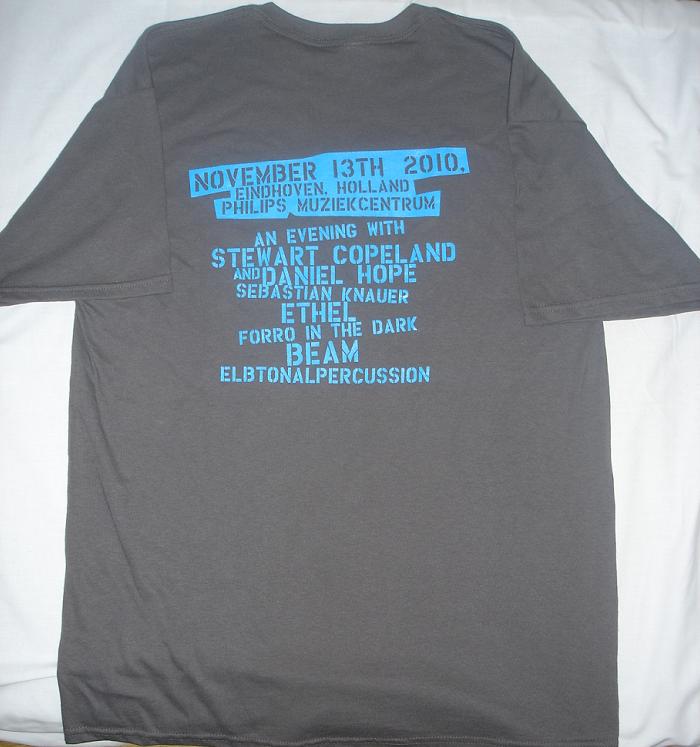 NOVEMBER 13TH 2010,
EINDHOVEN, HOLLAND
PHILIPS MUZIEKCENTRUM
AN EVENING WITH
STEWART COPELAND
AND DANIEL HOPE
SEBASTIAN KNAUER
ETHEL
FORRO IN THE DARK
BEAM
ELBTONALPERCUSSION